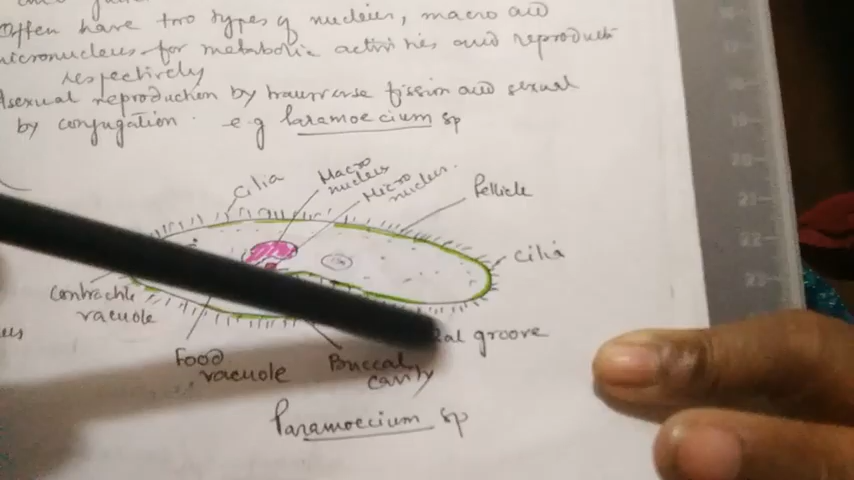 Often have two types of nucleus, macro and
micronucleus for metabolic activities and reproducti
respectively
Asexual reproduction by transverse fission and sexual
by conjugation. e.g Paramoecium sp
Cilia
Macro
nucleus
Micro
nucleus.
Pellicle
Cilia
Contractile
vacuole
Food
vacuole
Buccal
cavity
groove
Paramoecium sp
19
20
21
22
23